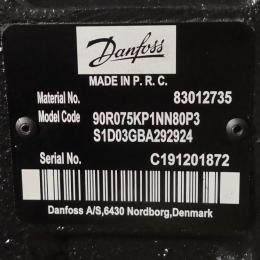 Danfoss
MADE IN P. R. C.
Material No. 83012735
Model Code 90R075KP1NN80P3
S1D03GBA292924
Serial No. C191201872
Danfoss A/S,6430 Nordborg,Denmark